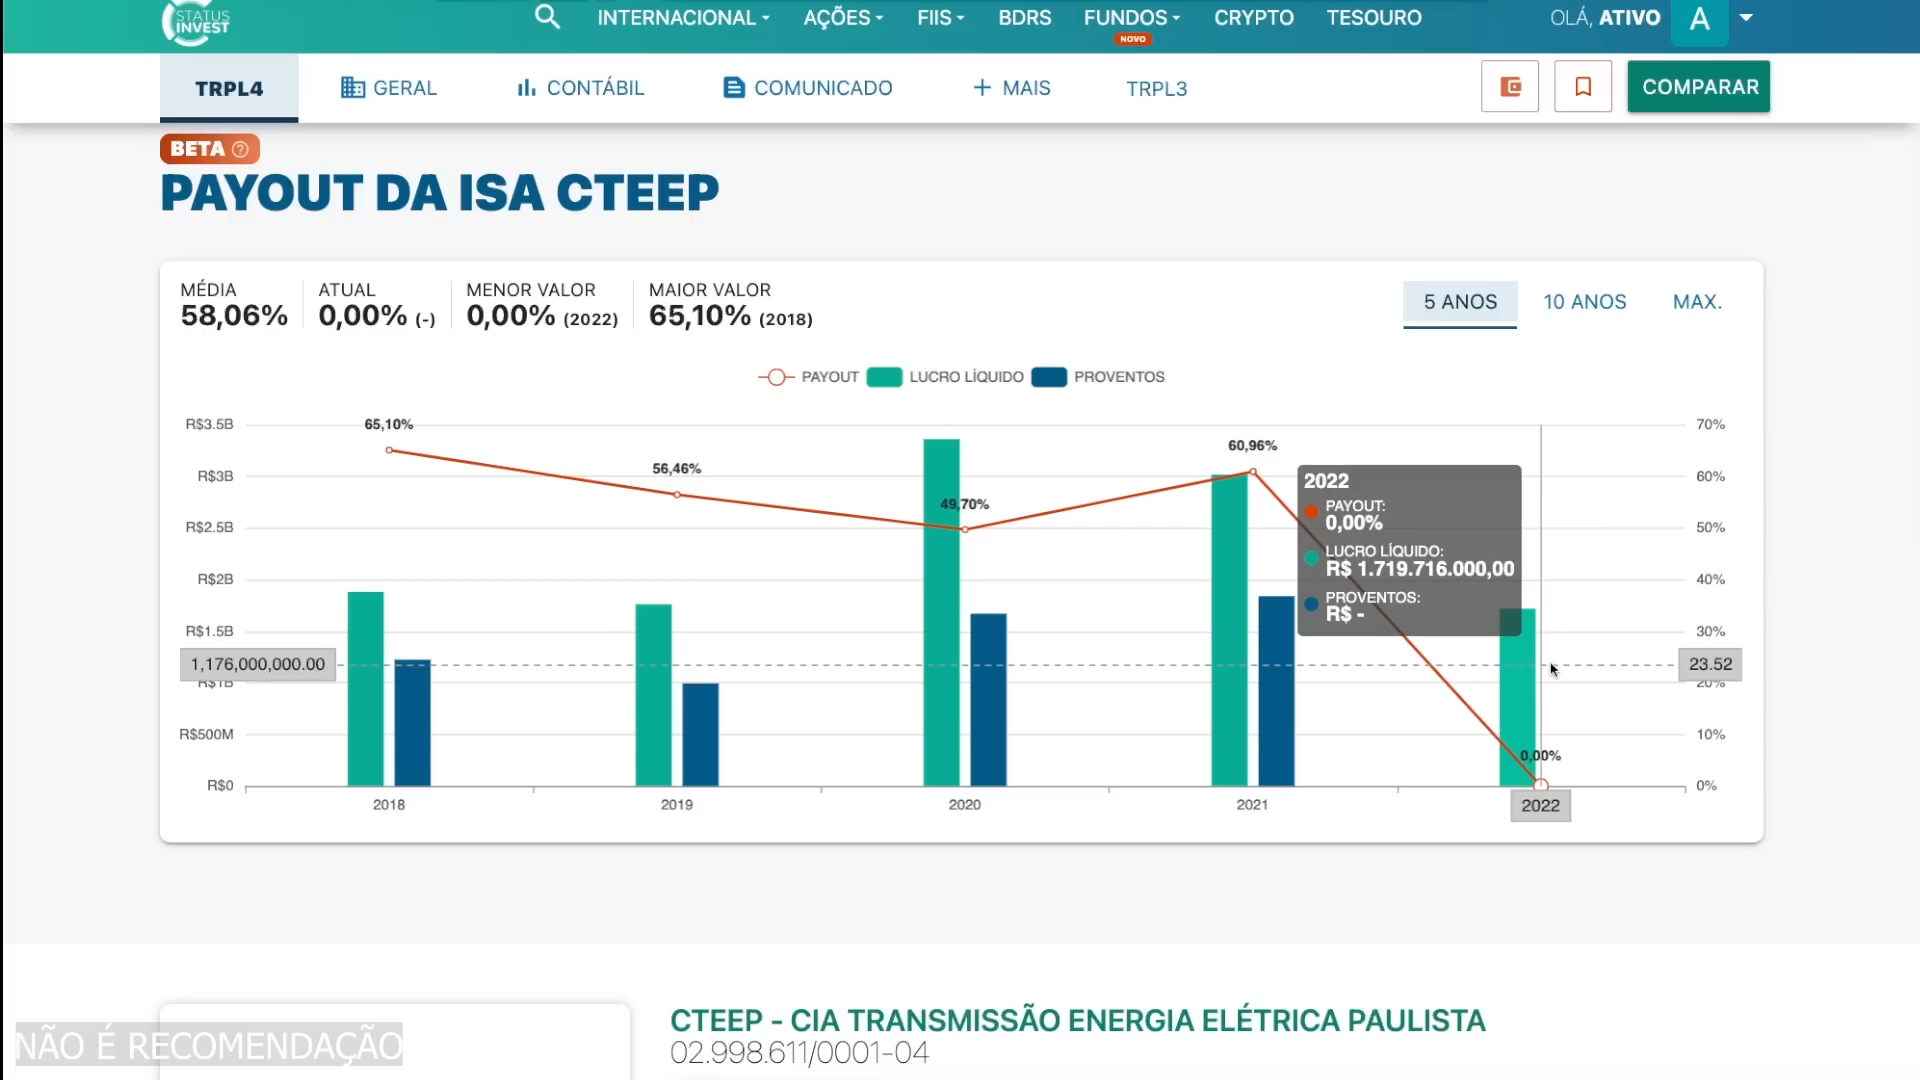 STATUS
INVEST
INTERNACIONAL
AÇÕES
FIIS
BDRS
FUNDOS
NOVO
CRYPTO
TESOURO
OLÁ, ATIVO
A
TRPL4
GERAL
CONTÁBIL
COMUNICADO
+ MAIS
TRPL3
COMPARAR
BETA ?
PAYOUT DA ISA CTEEP
MÉDIA
58,06%
ATUAL
0,00% (-)
MENOR VALOR
0,00% (2022)
MAIOR VALOR
65,10% (2018)
5 ANOS
10 ANOS
MAX.
PAYOUT
LUCRO LÍQUIDO
PROVENTOS
R$3.5B
R$3B
R$2.5B
R$2B
R$1.5B
1,176,000,000.00
R$1B
R$500M
R$0
65,10%
56,46%
49,70%
60,96%
0,00%
2022
PAYOUT:
0,00%
LUCRO LÍQUIDO:
R$ 1.719.716.000,00
PROVENTOS:
R$ -
70%
60%
50%
40%
30%
23.52
20%
10%
0%
2018
2019
2020
2021
2022
CTEEP - CIA TRANSMISSÃO ENERGIA ELÉTRICA PAULISTA
02.998.611/0001-04
NÃO É RECOMENDAÇÃO